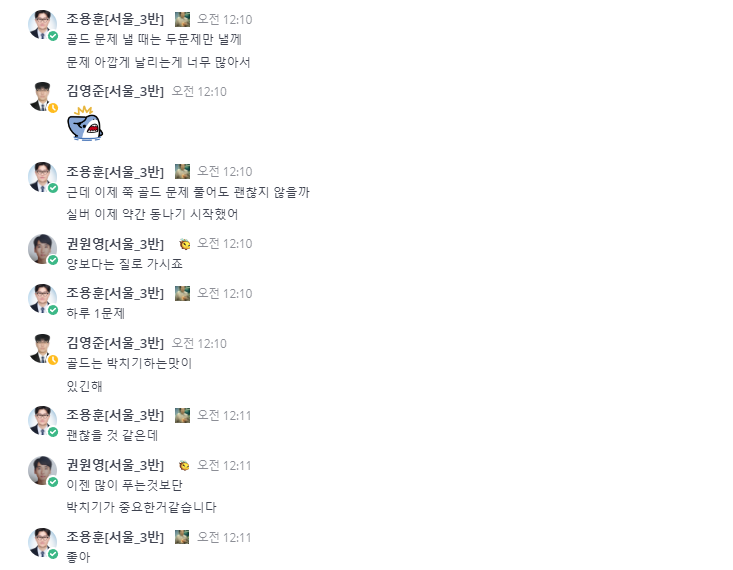 조용훈[서울_3반] 오전 12:10
골드 문제 낼 때는 두문제만 낼께
문제 아깝게 날리는게 너무 많아서
김영준[서울_3반] 오전 12:10
조용훈[서울_3반] 오전 12:10
근데 이제 쭉 골드 문제 풀어도 괜찮지 않을까
실버 이제 약간 동나기 시작했어
권원영[서울_3반] 오전 12:10
양보다는 질로 가시죠
조용훈[서울_3반] 오전 12:10
하루 1문제
김영준[서울_3반] 오전 12:10
골드는 박치기하는맛이
있긴해
조용훈[서울_3반] 오전 12:11
괜찮을 것 같은데
권원영[서울_3반] 오전 12:11
이젠 많이 푸는것보단
박치기가 중요한거같습니다
조용훈[서울_3반] 오전 12:11
좋아